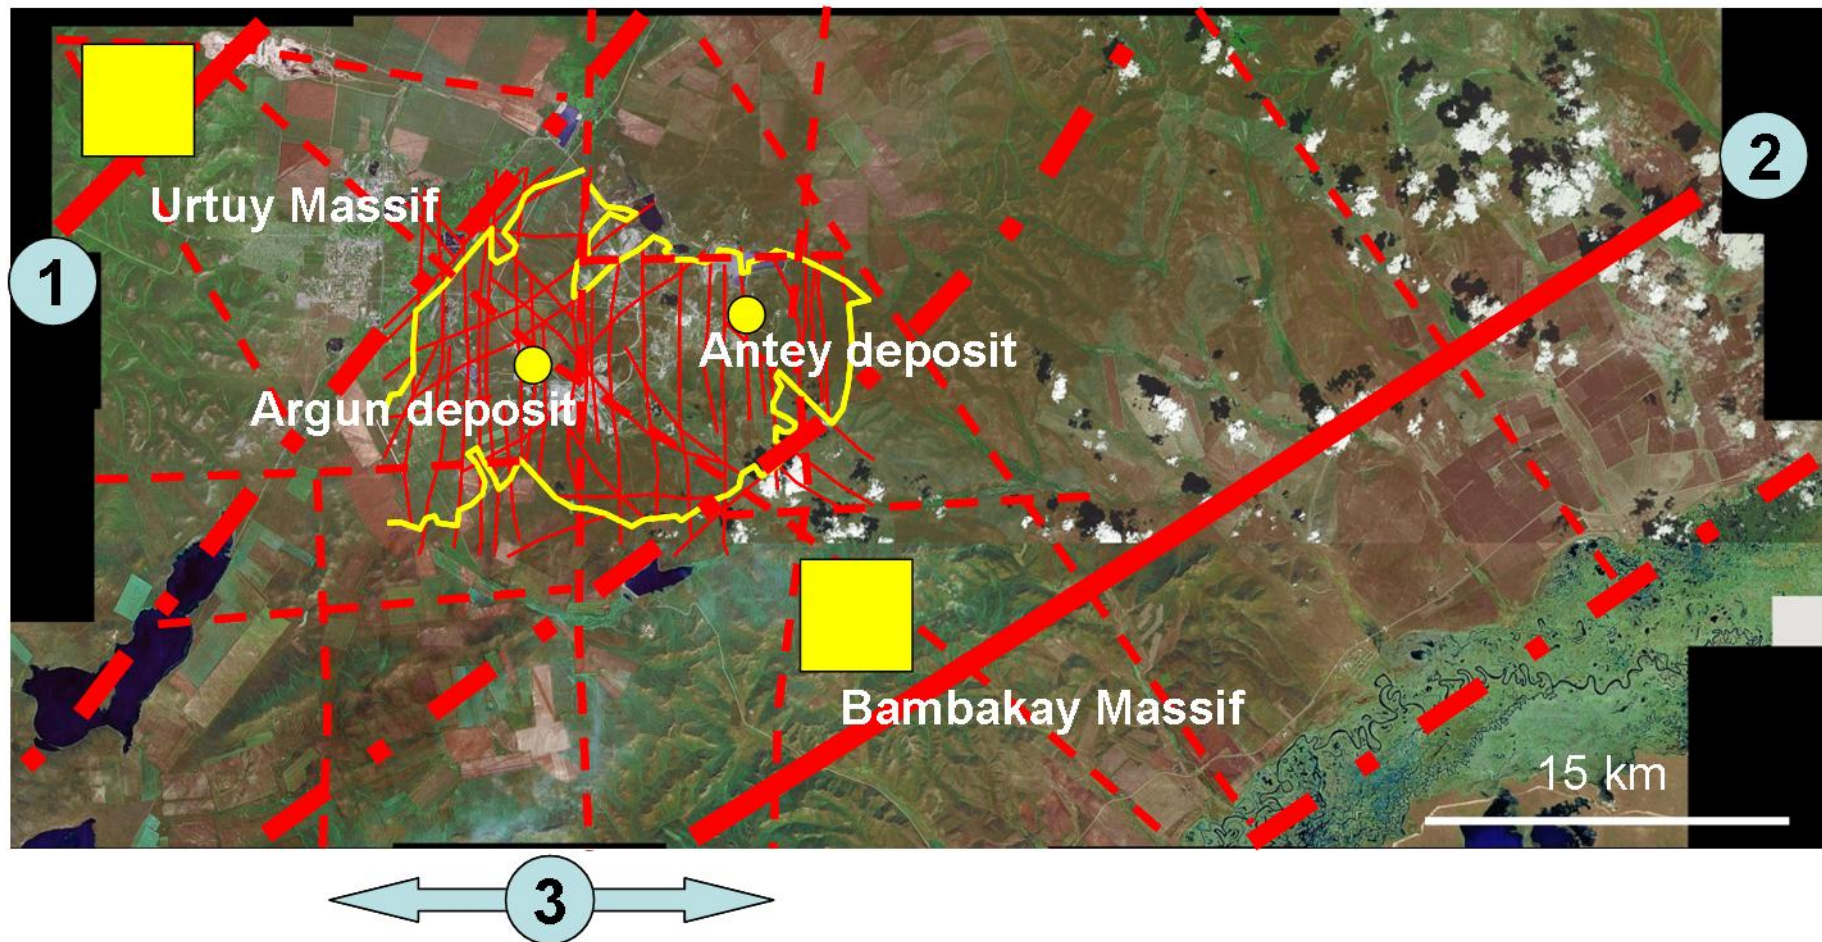 2
Urtuy Massif
1
Antey deposit
Argun deposit
Bambakay Massif
15 km
3